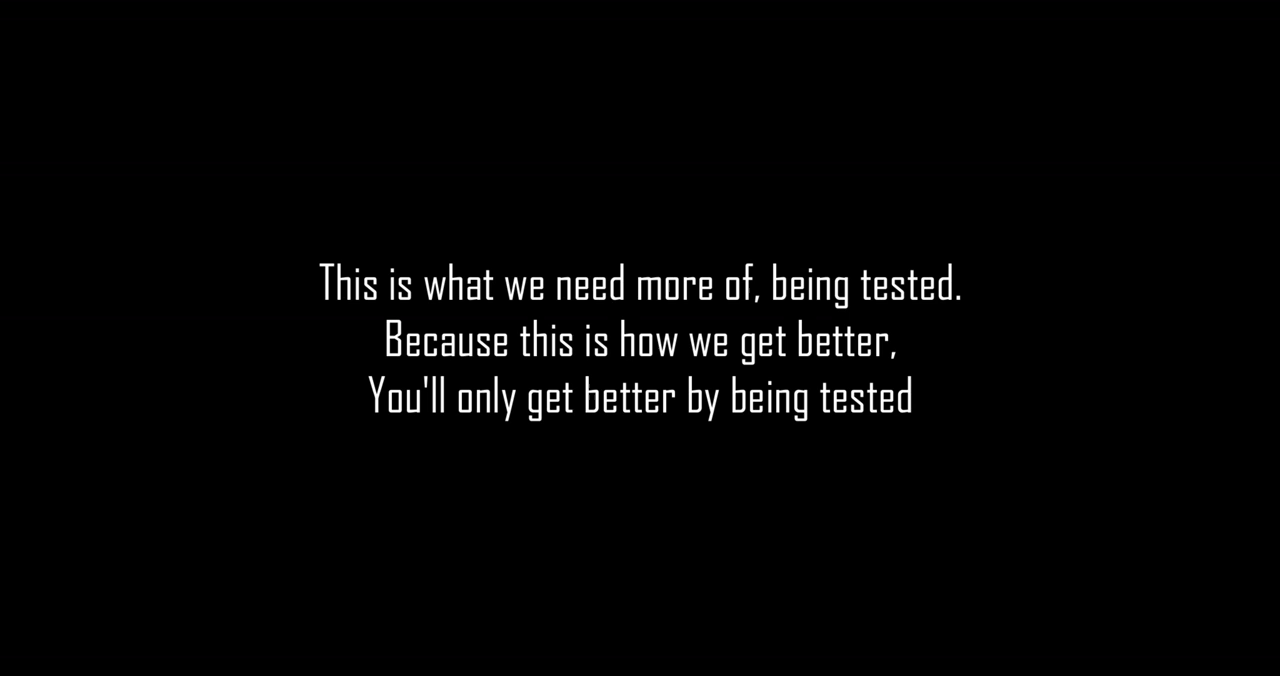 This is what we need more of, being tested.
Because this is how we get better,
You'll only get better by being tested